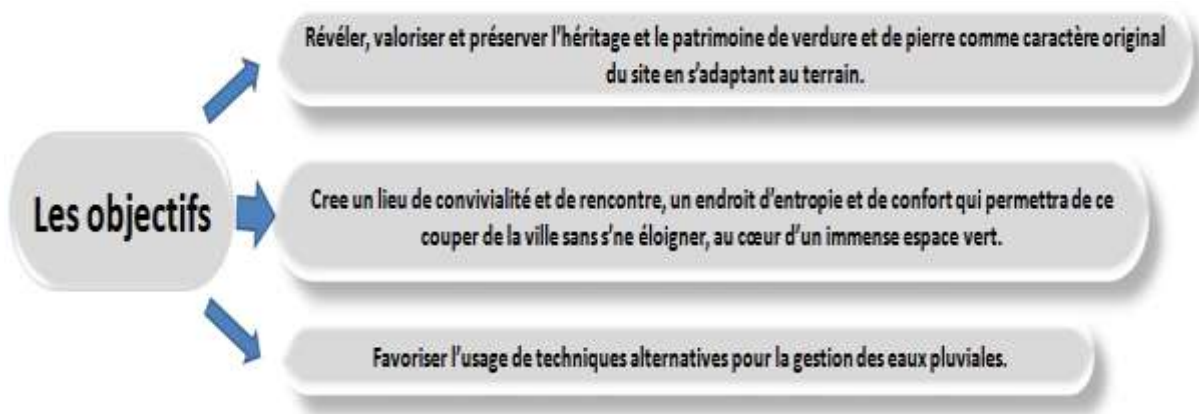 Révéler, valoriser et préserver l'héritage et le patrimoine de verdure et de pierre comme caractère original
du site en s'adaptant au terrain.
Les objectifs
Cree un lieu de convivialité et de rencontre, un endroit d'entropie et de confort qui permettra de ce
couper de la ville sans s'ne éloigner, au cœur d'un immense espace vert.
Favoriser l'usage de techniques alternatives pour la gestion des eaux pluviales.